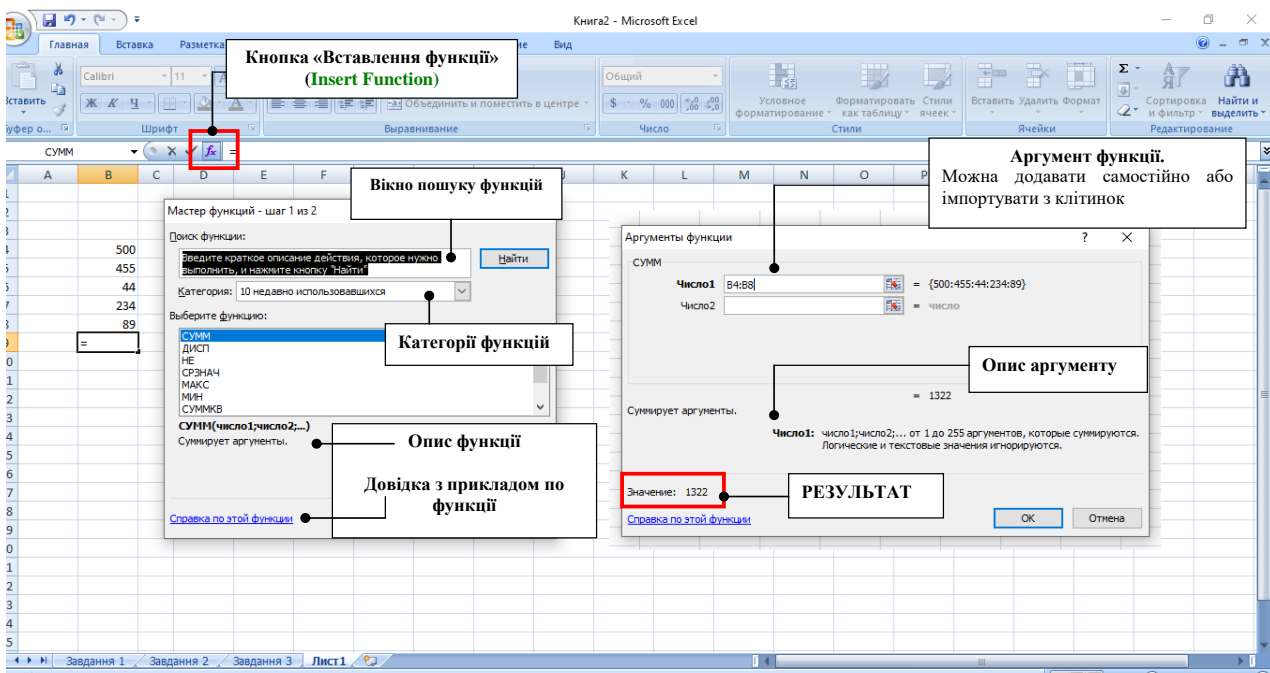 Книга2 - Microsoft Excel
Главная Вставка Разметка Вид
Кнопка «Вставлення функції»
(Insert Function)
Calibri 11 Общий
Вставить Ж К Ч Объединить и поместить в центре $ % 000 Условное форматирование Форматировать как таблицу Стили ячеек Вставить Удалить Формат Σ Сортировка и фильтр Найти и выделить
Шрифт Выравнивание Число Стили Ячейки Редактирование
СУММ fx =
A B C D E F J K L M N O P
Аргумент функції.
Можна додавати самостійно або
імпортувати з клітинок
Вікно пошуку функцій
500
455
44
234
89
=
Мастер функций - шаг 1 из 2
Поиск функции:
Введите краткое описание действия, которое нужно
выполнить, и нажмите кнопку "Найти"
Найти
Категория: 10 недавно использовавшихся
Выберите функцию:
СУММ
ДИСП
НЕ
СРЗНАЧ
МАКС
МИН
СУММКВ
Категорії функцій
СУММ(число1;число2;...)
Суммирует аргументы.
Опис функції
Довідка з прикладом по
функції
Справка по этой функции
Аргументы функции ? X
СУММ
Число1 B4:B8 = {500:455:44:234:89}
Число2 = число
Опис аргументу
= 1322
Суммирует аргументы.
Число1: число1;число2;... от 1 до 255 аргументов, которые суммируются.
Логические и текстовые значения игнорируются.
Значение: 1322
РЕЗУЛЬТАТ
Справка по этой функции
OK Отмена
Завдання 1 Завдання 2 Завдання 3 Лист1